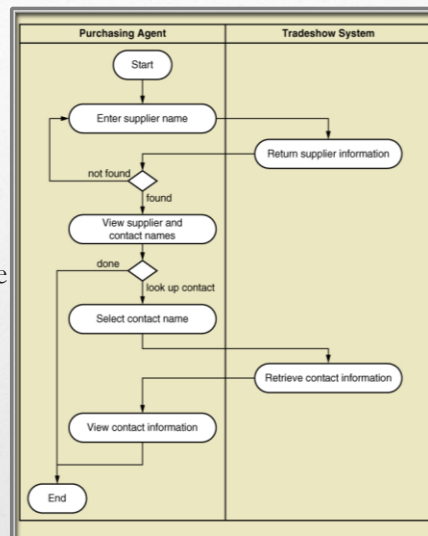 Purchasing Agent
Tradeshow System
Start
Enter supplier name
Return supplier information
not found
found
View supplier and
contact names
done
look up contact
e
Select contact name
Retrieve contact information
View contact information
End